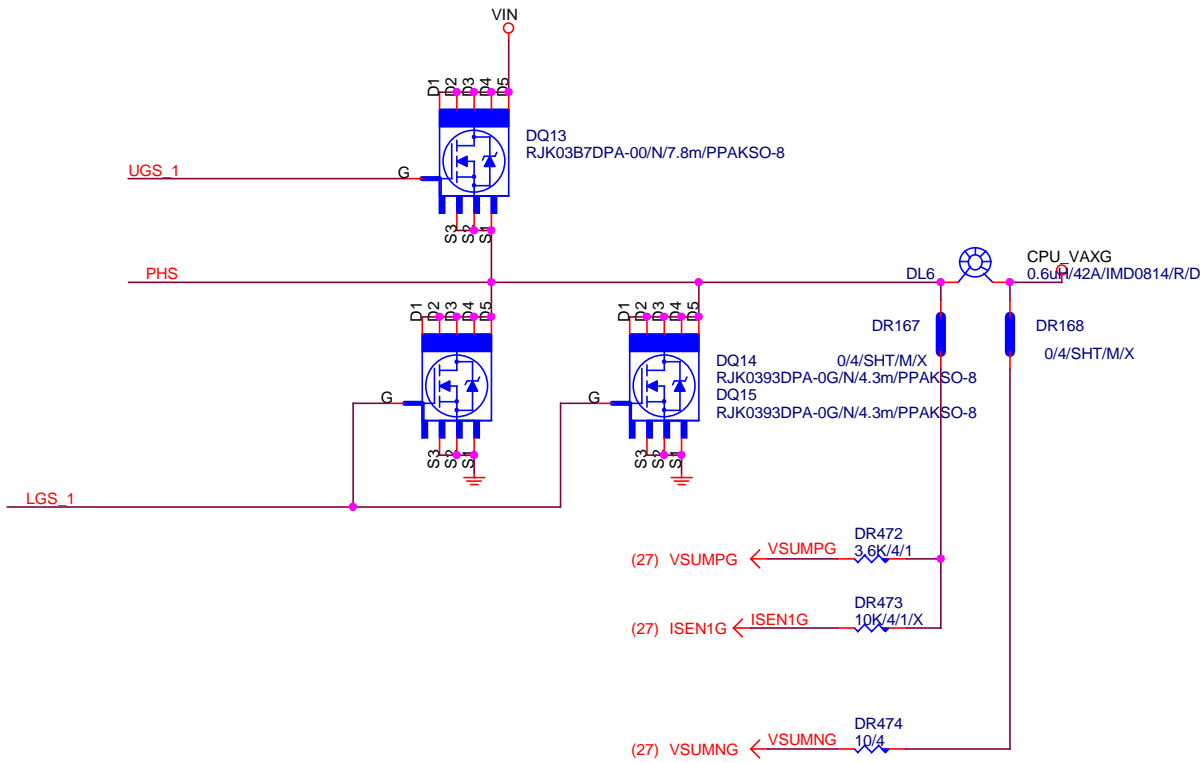 VIN
D1 D2 D3 D4 D5
DQ13
RJK03B7DPA-00/N/7.8m/PPAKSO-8
UGS_1
G
S3 S2 S1
PHS
DL6
CPU_VAXG
0.6uH/42A/IMD0814/R/D
D1 D2 D3 D4 D5
D1 D2 D3 D4 D5
DR167
DR168
0/4/SHT/M/X
DQ14
0/4/SHT/M/X
RJK0393DPA-0G/N/4.3m/PPAKSO-8
DQ15
RJK0393DPA-0G/N/4.3m/PPAKSO-8
G
G
S3 S2 S1
S3 S2 S1
LGS_1
DR472
3.6K/4/1
(27) VSUMPG
VSUMPG
DR473
10K/4/1/X
(27) ISEN1G
ISEN1G
DR474
10/4
(27) VSUMNG
VSUMNG